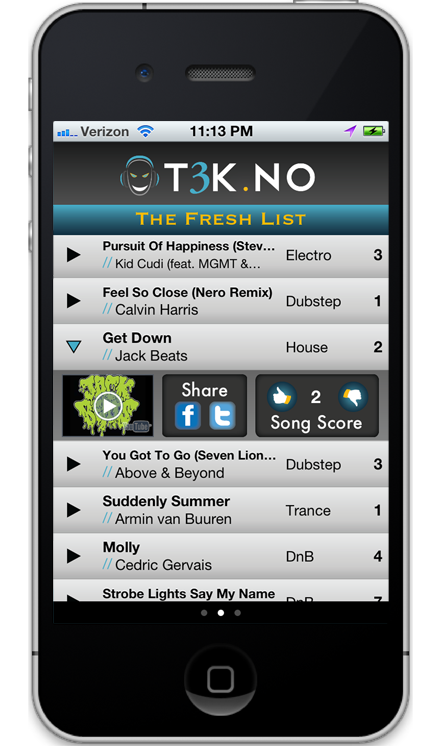 Verizon 11:13 PM
T3K.NO
The Fresh List
Pursuit Of Happiness (Stev...
// Kid Cudi (feat. MGMT &...
Electro 3
Feel So Close (Nero Remix)
// Calvin Harris
Dubstep 1
Get Down
// Jack Beats
House 2
Share
f t
2
Song Score
You Got To Go (Seven Lion...
// Above & Beyond
Dubstep 3
Suddenly Summer
// Armin van Buuren
Trance 1
Molly
// Cedric Gervais
DnB 4
Strobe Lights Say My Name
DnB 7